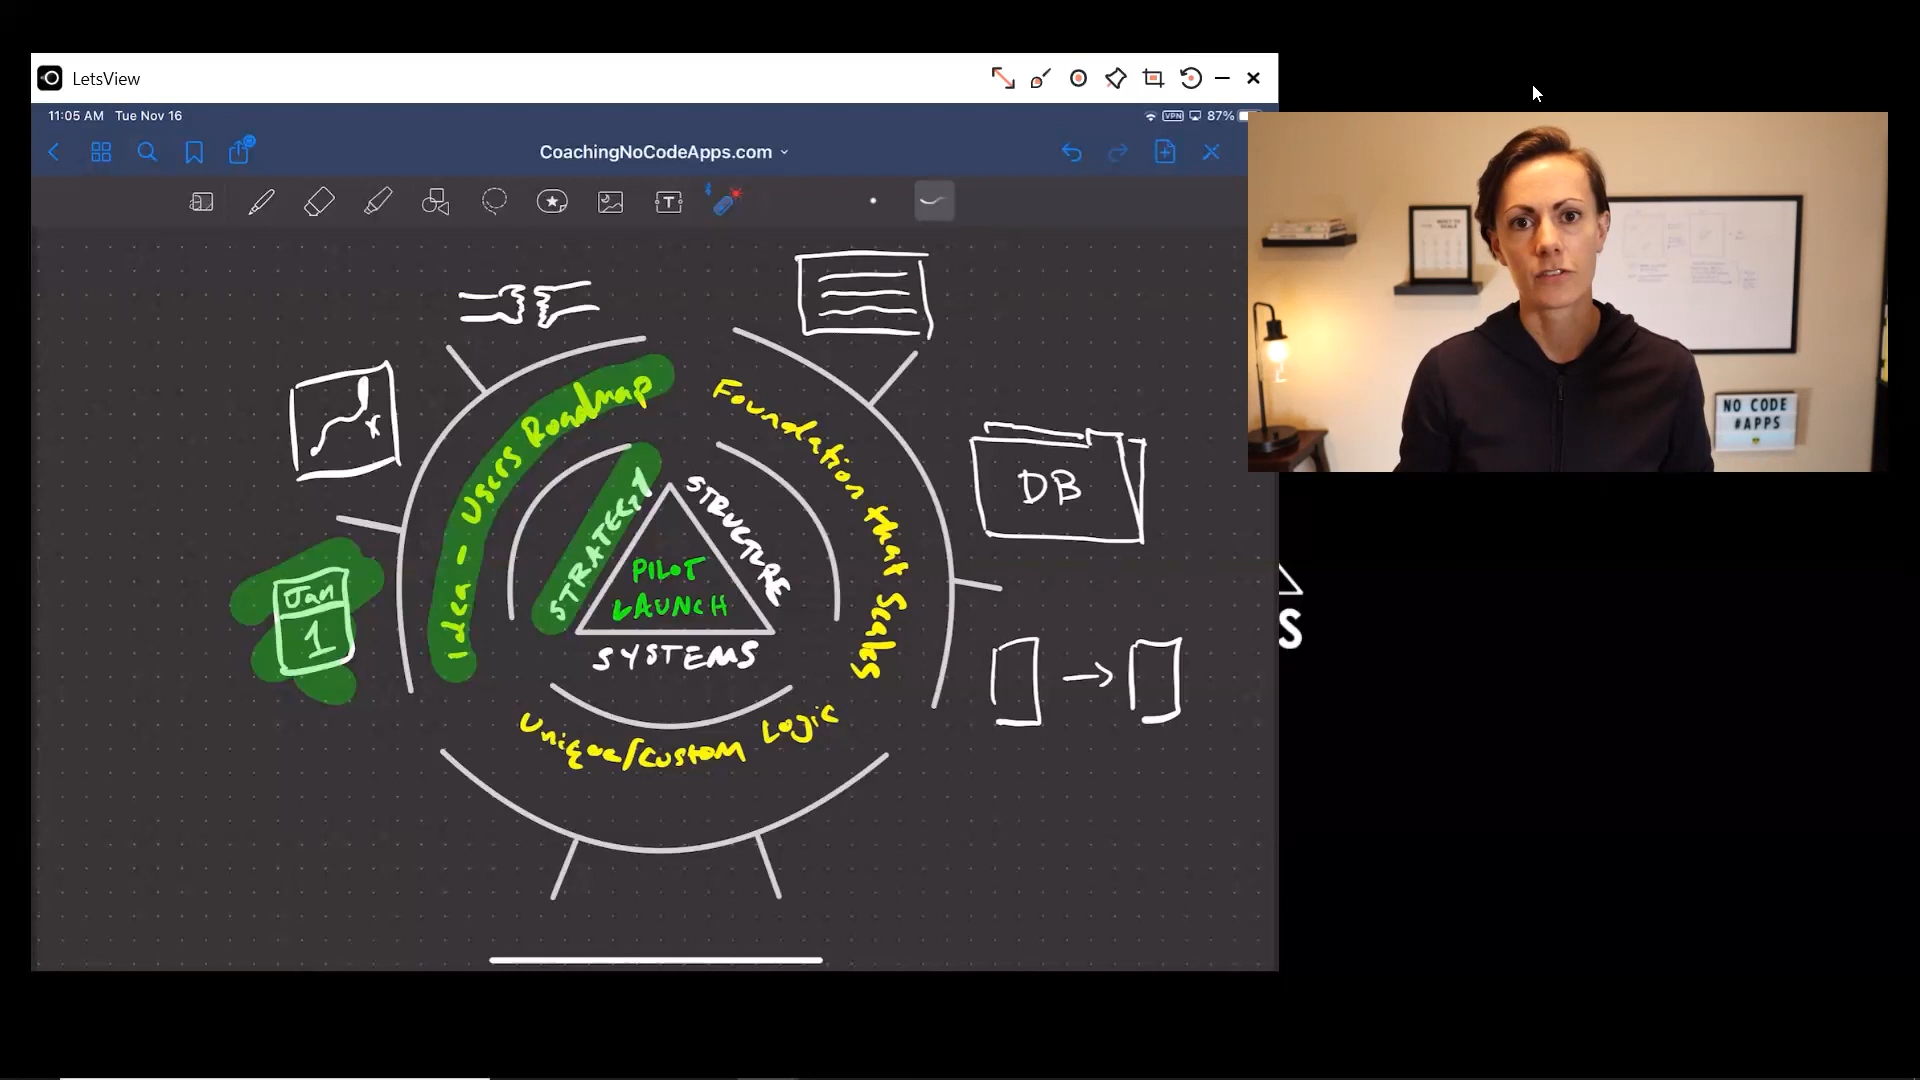 LetsView
11:05 AM Tue Nov 16
VPN 87%
CoachingNoCodeApps.com
T
Idea - Users Roadmap
Foundation that Scales
STRATEGY
STRUCTURE
PILOT
LAUNCH
SYSTEMS
Unique/Custom Logic
x
Jan
1
DB
S
NO CODE
#APPS